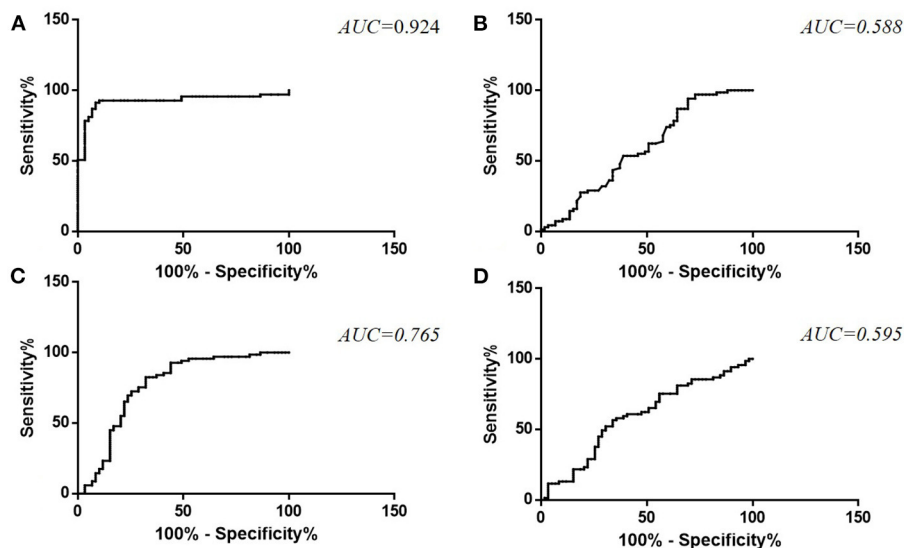 A
AUC=0.924
150
100
50
0
Sensitivity%
0 50 100 150
100% - Specificity%
B
AUC=0.588
150
100
50
0
Sensitivity%
0 50 100 150
100% - Specificity%
C
AUC=0.765
150
100
50
0
Sensitivity%
0 50 100 150
100% - Specificity%
D
AUC=0.595
150
100
50
0
Sensitivity%
0 50 100 150
100% - Specificity%